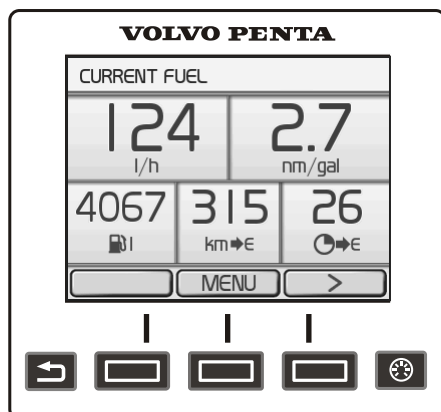 VOLVO PENTA
CURRENT FUEL
124 2.7
l/h nm/gal
4067 315 26
l km➡E ➡E
MENU >